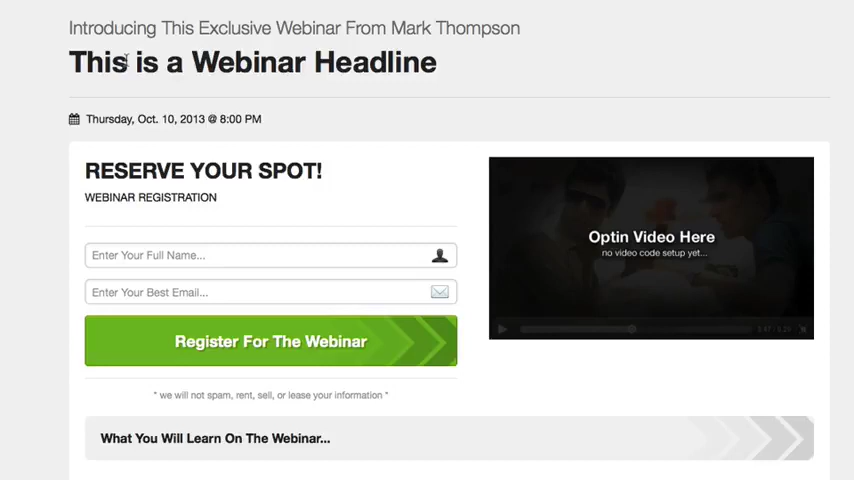 Introducing This Exclusive Webinar From Mark Thompson
This is a Webinar Headline
Thursday, Oct. 10, 2013 @ 8:00 PM
RESERVE YOUR SPOT!
WEBINAR REGISTRATION
Enter Your Full Name...
Enter Your Best Email...
Register For The Webinar
* we will not spam, rent, sell, or lease your information *
Optin Video Here
no video code setup yet...
What You Will Learn On The Webinar...